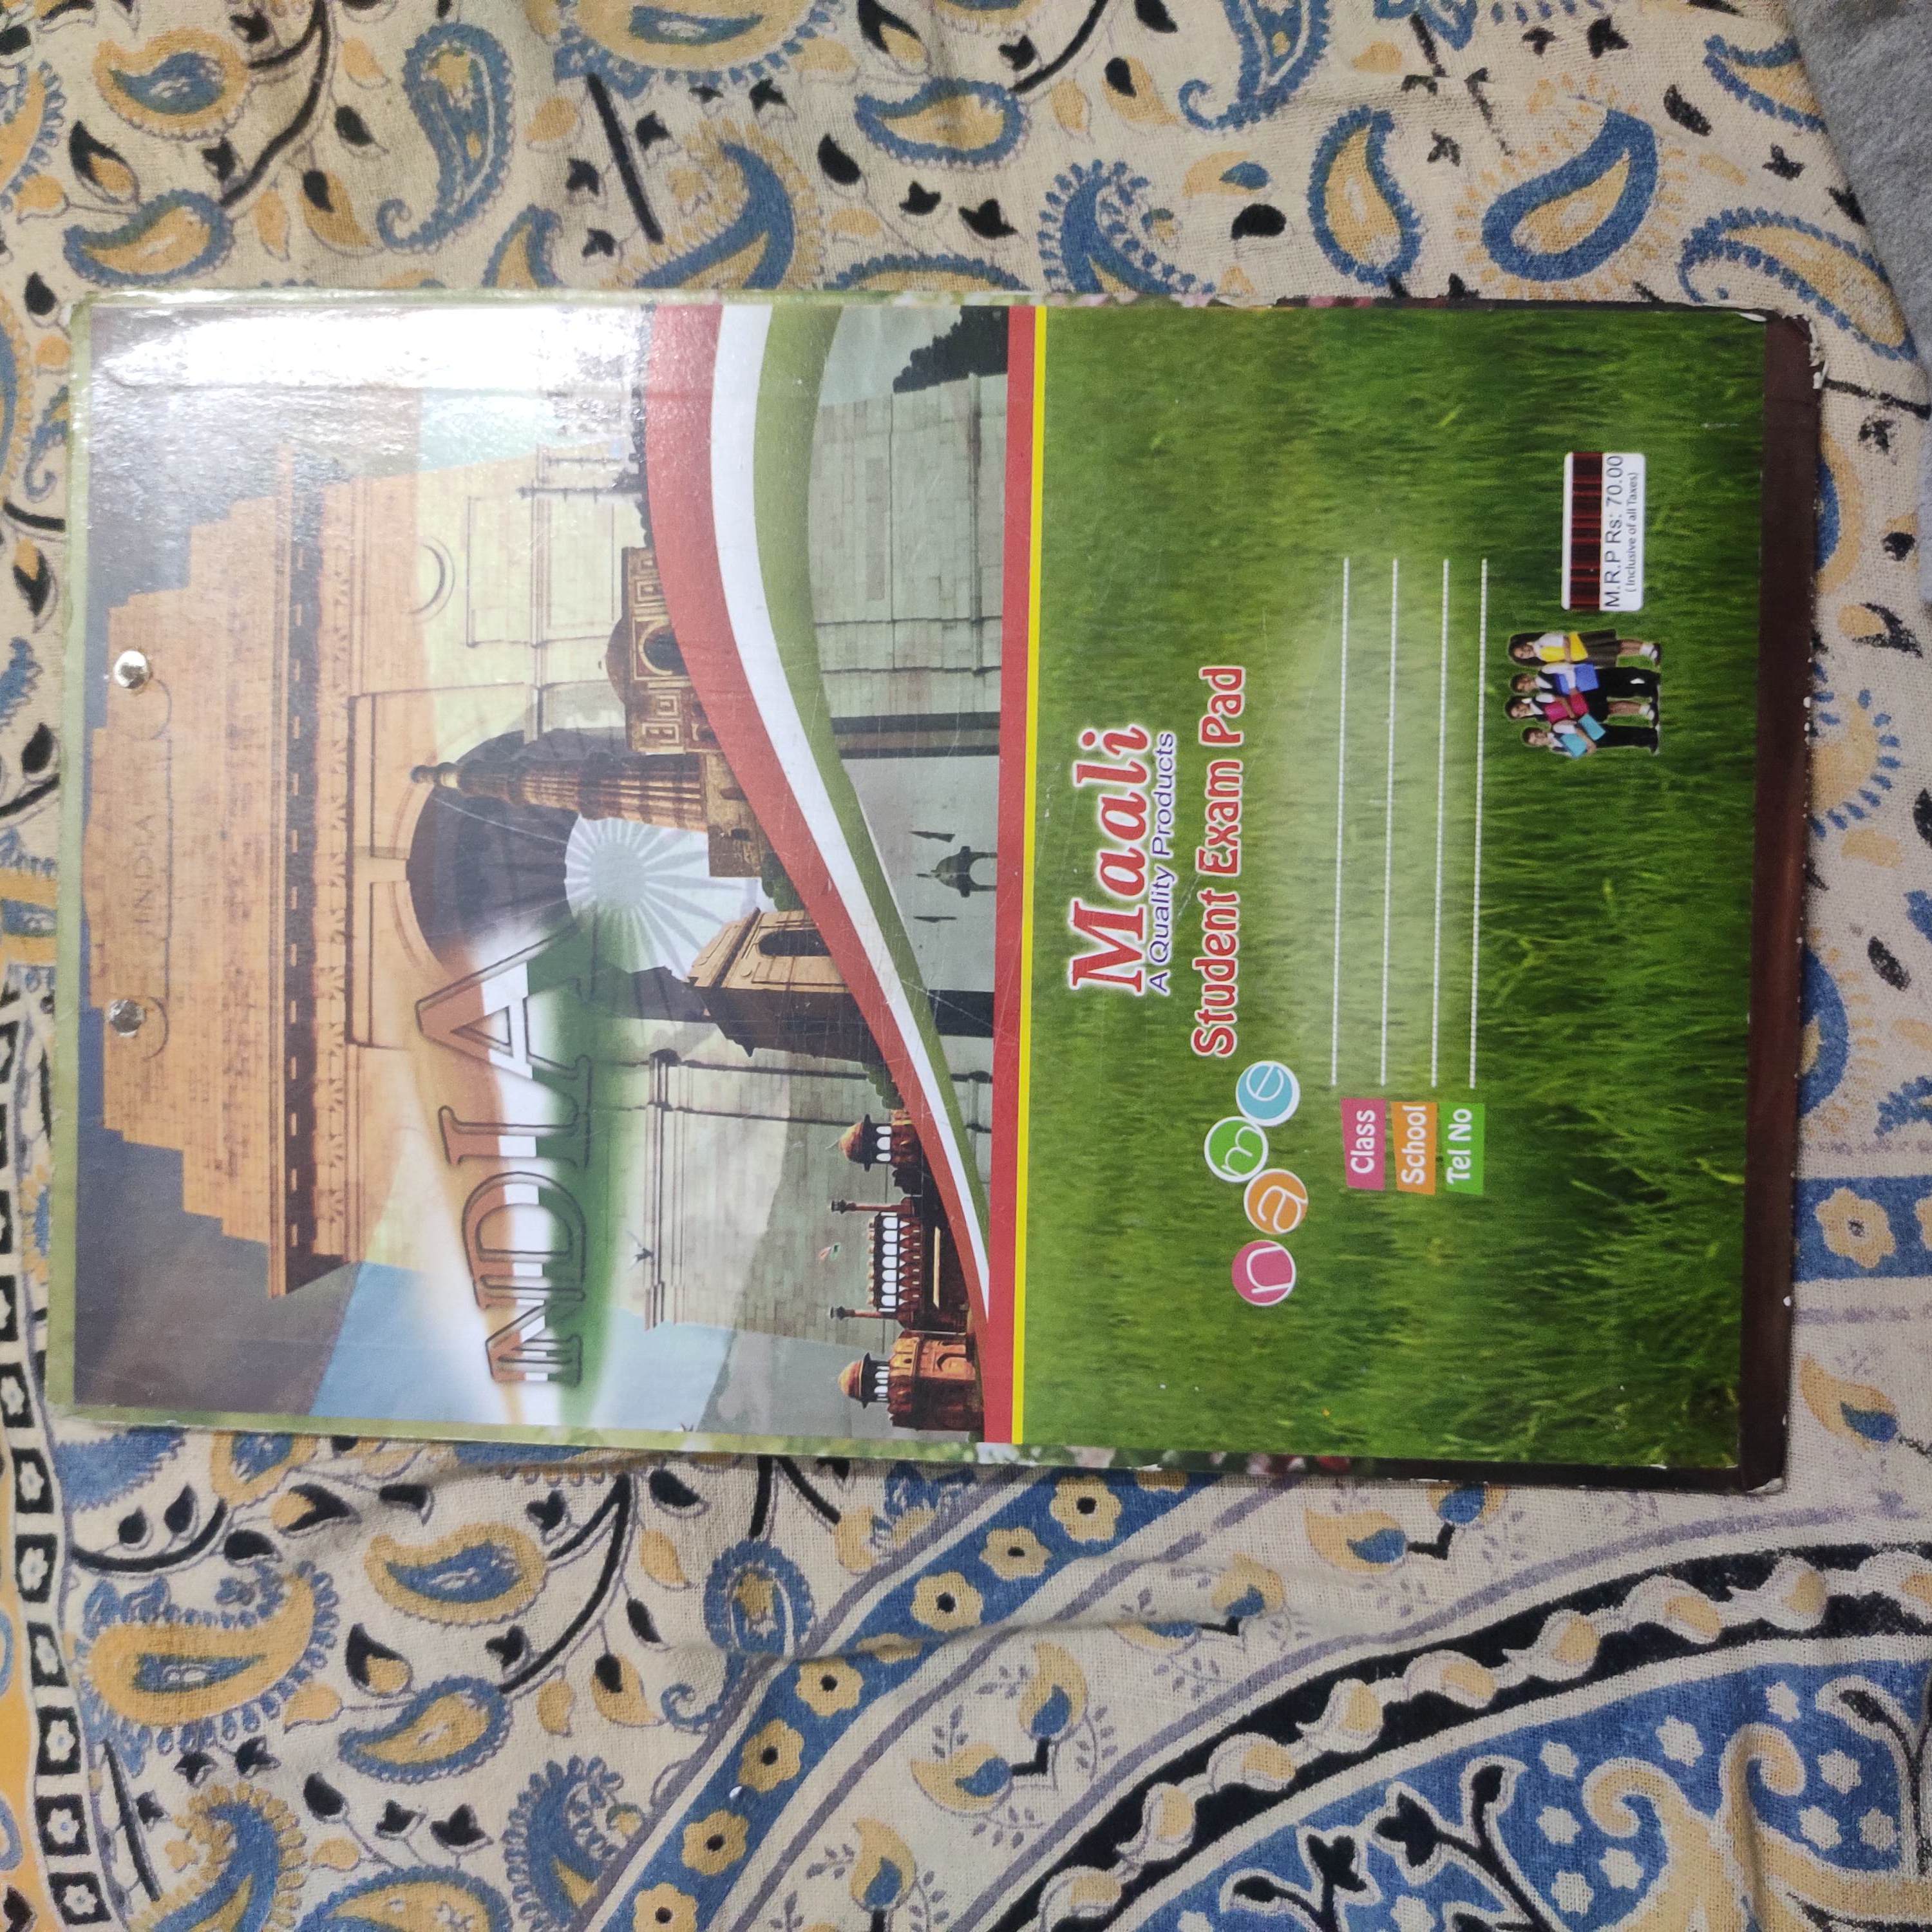 INDIA
INDIA
Maali
A Quality Products
Student Exam Pad
name
Class
School
Tel No
M.R.P Rs: 70.00
( Inclusive of all Taxes)